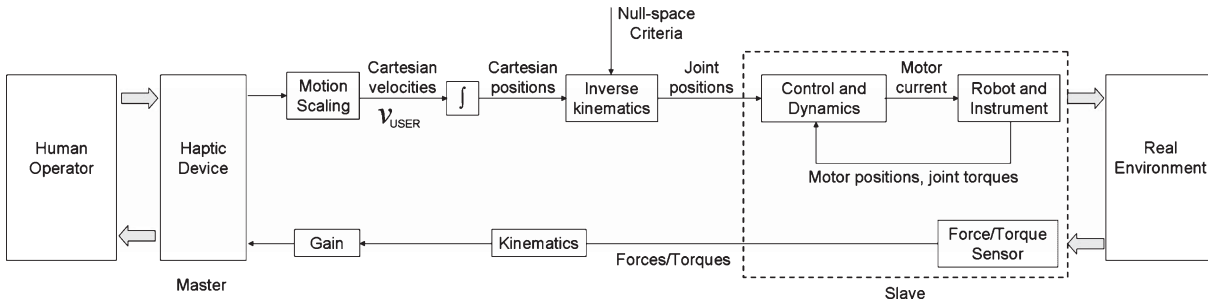 Null-space
Criteria
Human
Operator
Haptic
Device
Motion
Scaling
Cartesian
velocities
νUSER
∫
Cartesian
positions
Inverse
kinematics
Joint
positions
Control and
Dynamics
Motor
current
Robot and
Instrument
Real
Environment
Motor positions, joint torques
Gain
Kinematics
Forces/Torques
Force/Torque
Sensor
Master
Slave